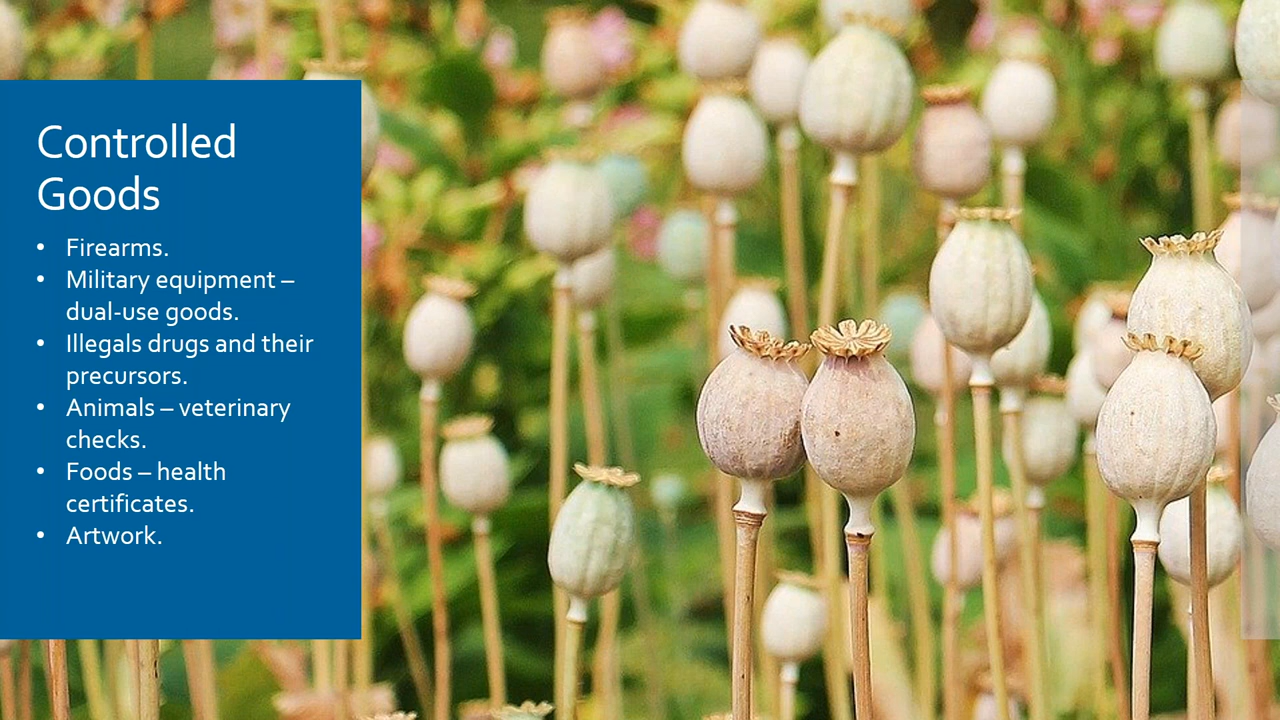 Controlled
Goods
• Firearms.
• Military equipment –
dual-use goods.
• Illegals drugs and their
precursors.
• Animals – veterinary
checks.
• Foods – health
certificates.
• Artwork.